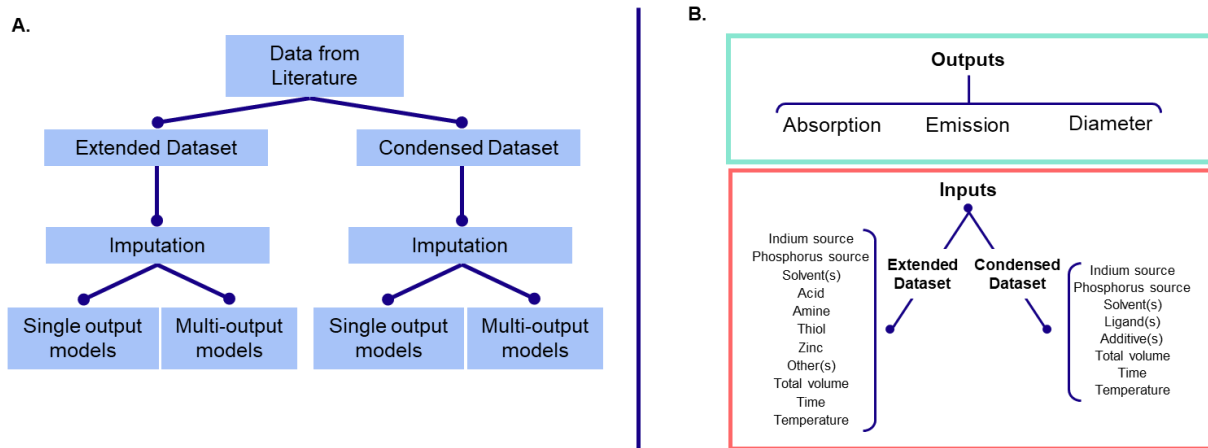 A.
Data from
Literature
Extended Dataset
Condensed Dataset
Imputation
Imputation
Single output
models
Multi-output
models
Single output
models
Multi-output
models
B.
Outputs
Absorption
Emission
Diameter
Inputs
Extended
Dataset
Condensed
Dataset
Indium source
Phosphorus source
Solvent(s)
Acid
Amine
Thiol
Zinc
Other(s)
Total volume
Time
Temperature
Indium source
Phosphorus source
Solvent(s)
Ligand(s)
Additive(s)
Total volume
Time
Temperature